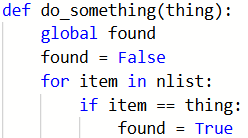 def do_something(thing):
    global found
    found = False
    for item in nlist:
        if item == thing:
            found = True